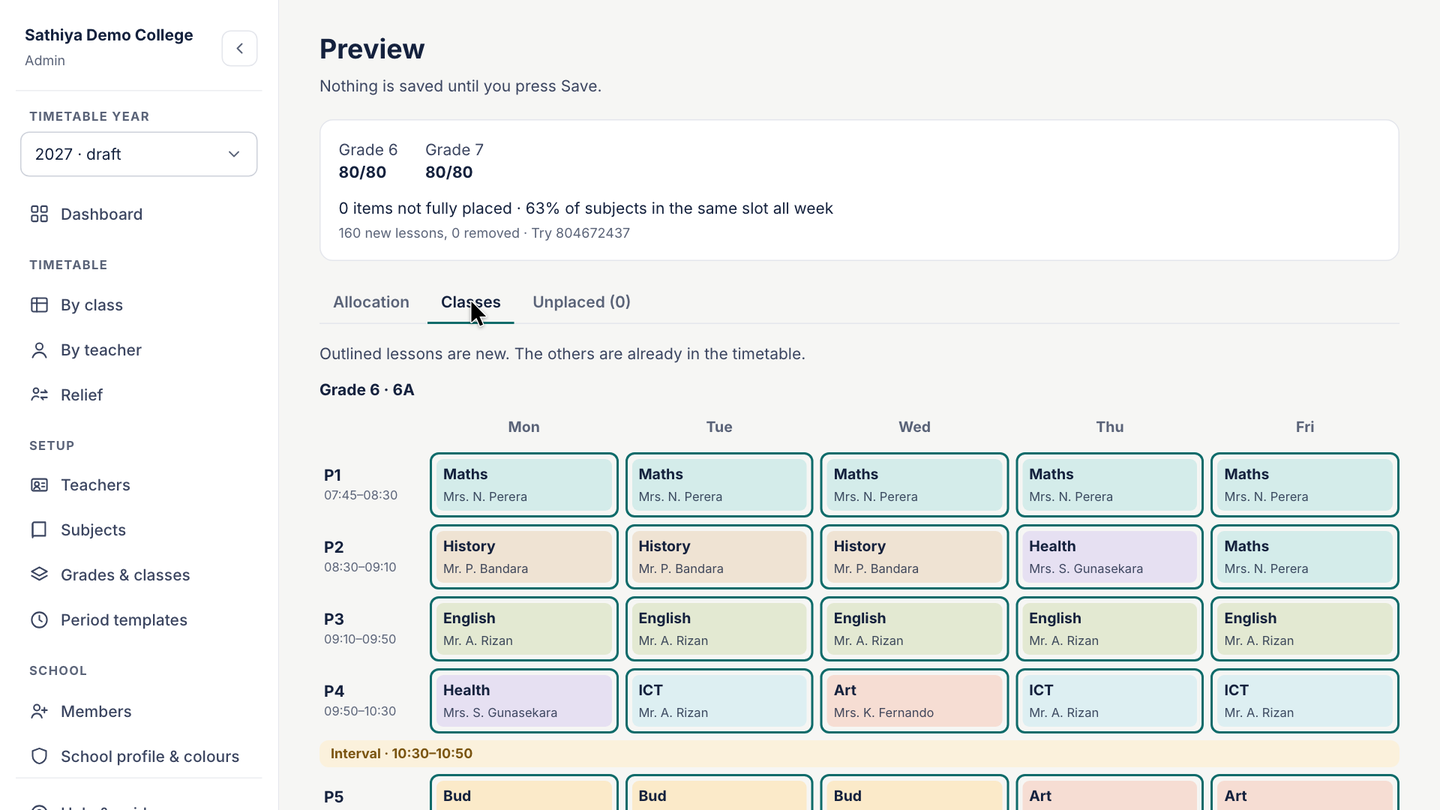 Sathiya Demo College
Admin
TIMETABLE YEAR
2027 · draft
Dashboard
TIMETABLE
By class
By teacher
Relief
SETUP
Teachers
Subjects
Grades & classes
Period templates
SCHOOL
Members
School profile & colours
Preview
Nothing is saved until you press Save.
Grade 6 Grade 7
80/80 80/80
0 items not fully placed · 63% of subjects in the same slot all week
160 new lessons, 0 removed · Try 804672437
Allocation Classes Unplaced (0)
Outlined lessons are new. The others are already in the timetable.
Grade 6 · 6A
Mon Tue Wed Thu Fri
P1 Maths Maths Maths Maths Maths
07:45–08:30 Mrs. N. Perera Mrs. N. Perera Mrs. N. Perera Mrs. N. Perera Mrs. N. Perera
P2 History History History Health Maths
08:30–09:10 Mr. P. Bandara Mr. P. Bandara Mr. P. Bandara Mrs. S. Gunasekara Mrs. N. Perera
P3 English English English English English
09:10–09:50 Mr. A. Rizan Mr. A. Rizan Mr. A. Rizan Mr. A. Rizan Mr. A. Rizan
P4 Health ICT Art ICT ICT
09:50–10:30 Mrs. S. Gunasekara Mr. A. Rizan Mrs. K. Fernando Mr. A. Rizan Mr. A. Rizan
Interval · 10:30–10:50
P5 Bud Bud Bud Art Art